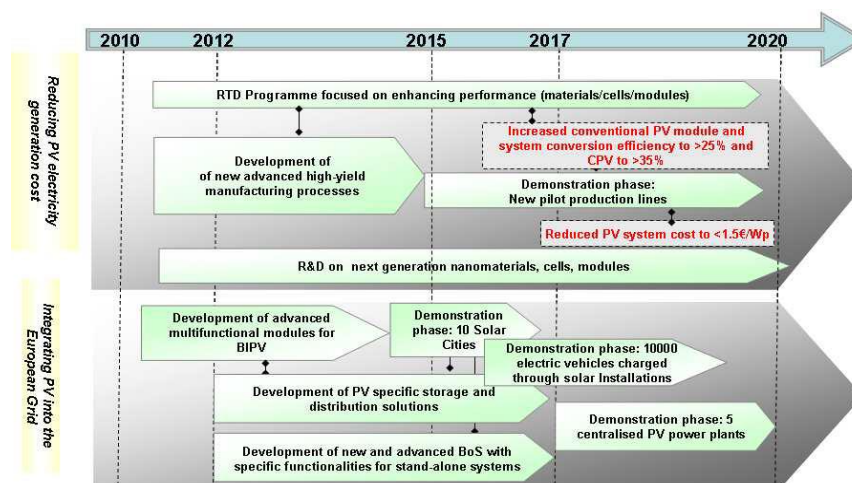 2010
2012
2015
2017
2020
Reducing PV electricity
generation cost
RTD Programme focused on enhancing performance (materials/cells/modules)
Increased conventional PV module and
system conversion efficiency to >25% and
CPV to >35%
Development of
of new advanced high-yield
manufacturing processes
Demonstration phase:
New pilot production lines
Reduced PV system cost to <1.5€/Wp
R&D on next generation nanomaterials, cells, modules
Integrating PV into the
European Grid
Development of advanced
multifunctional modules for
BIPV
Demonstration
phase: 10 Solar
Cities
Demonstration phase: 10000
electric vehicles charged
through solar Installations
Development of PV specific storage and
distribution solutions
Demonstration phase: 5
centralised PV power plants
Development of new and advanced BoS with
specific functionalities for stand-alone systems